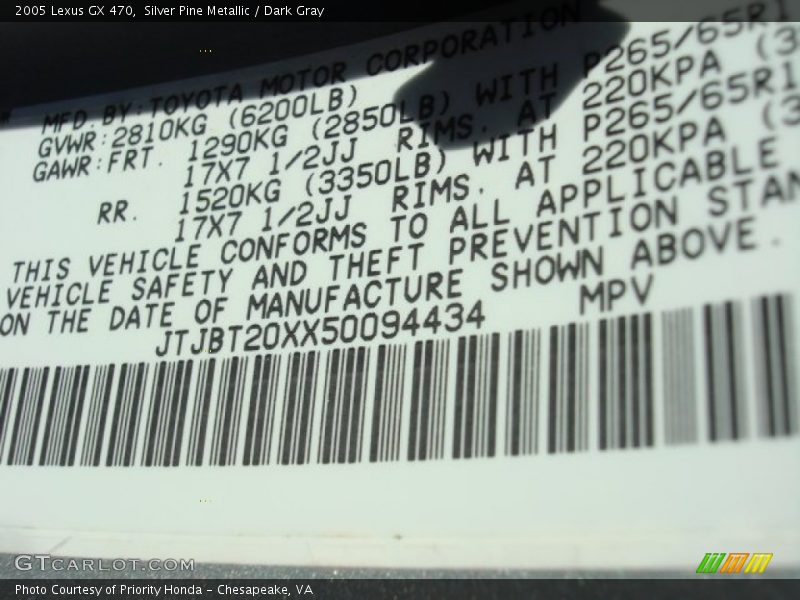 2005 Lexus GX 470, Silver Pine Metallic / Dark Gray
MFD.BY:TOYOTA MOTOR CORPORATION
GVWR:2810KG (6200LB)
GAWR:FRT. 1290KG (2850LB) WITH P265/65R1
17X7 1/2JJ RIMS. AT 220KPA (3
RR. 1520KG (3350LB) WITH P265/65R1
17X7 1/2JJ RIMS. AT 220KPA (3
THIS VEHICLE CONFORMS TO ALL APPLICABLE
VEHICLE SAFETY AND THEFT PREVENTION STAN
ON THE DATE OF MANUFACTURE SHOWN ABOVE.
JTJBT20XX50094434 MPV
GTCARLOT.COM
Photo Courtesy of Priority Honda - Chesapeake, VA